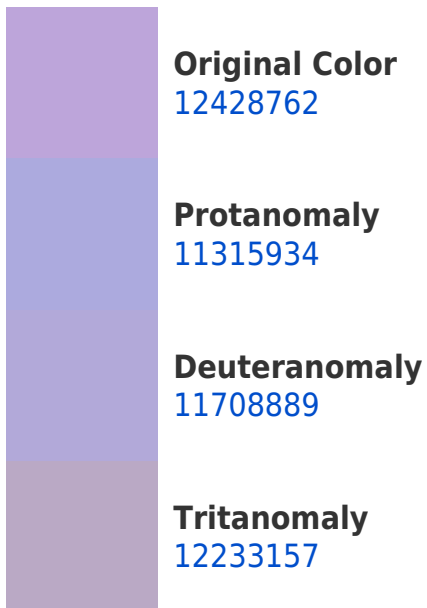 Original Color
12428762
Protanomaly
11315934
Deuteranomaly
11708889
Tritanomaly
12233157